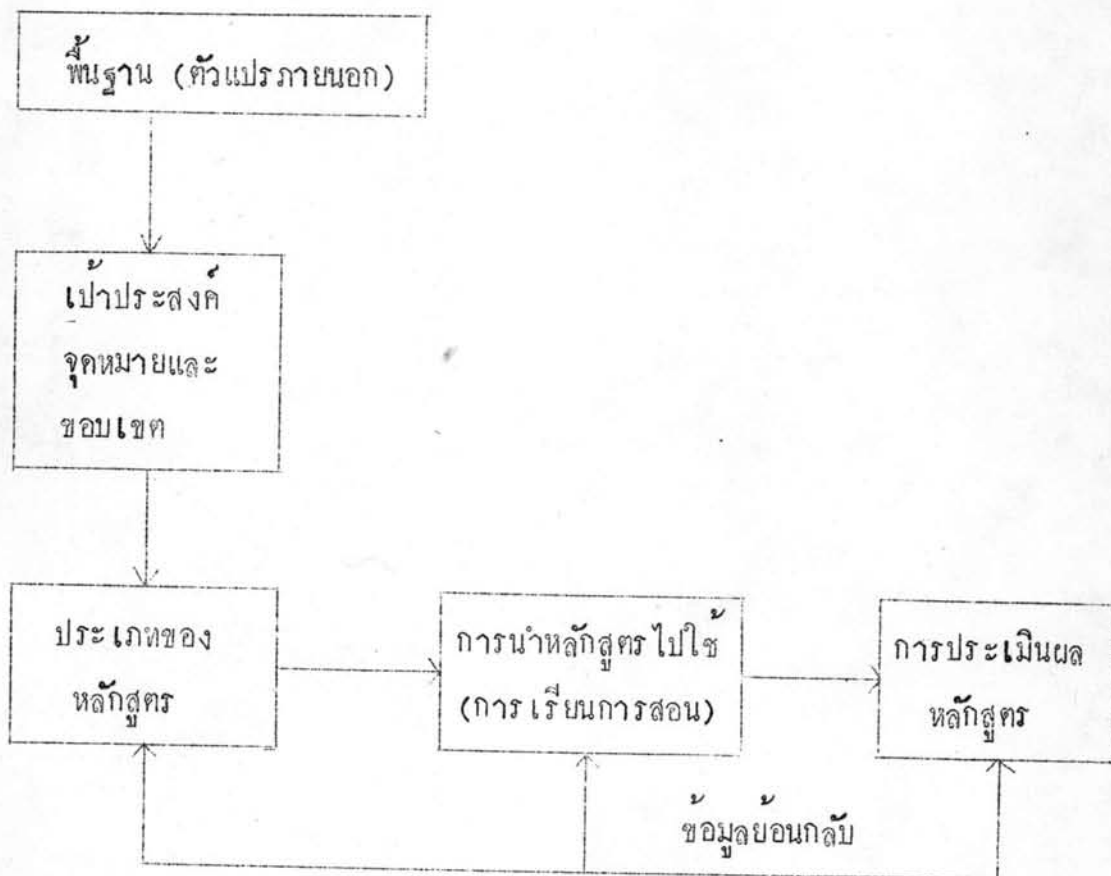 พื้นฐาน (ตัวแปรภายนอก)
เป้าประสงค์
จุดหมายและ
ขอบเขต
ประเภทของ
หลักสูตร
การนำหลักสูตรไปใช้
(การเรียนการสอน)
การประเมินผล
หลักสูตร
ข้อมูลย้อนกลับ